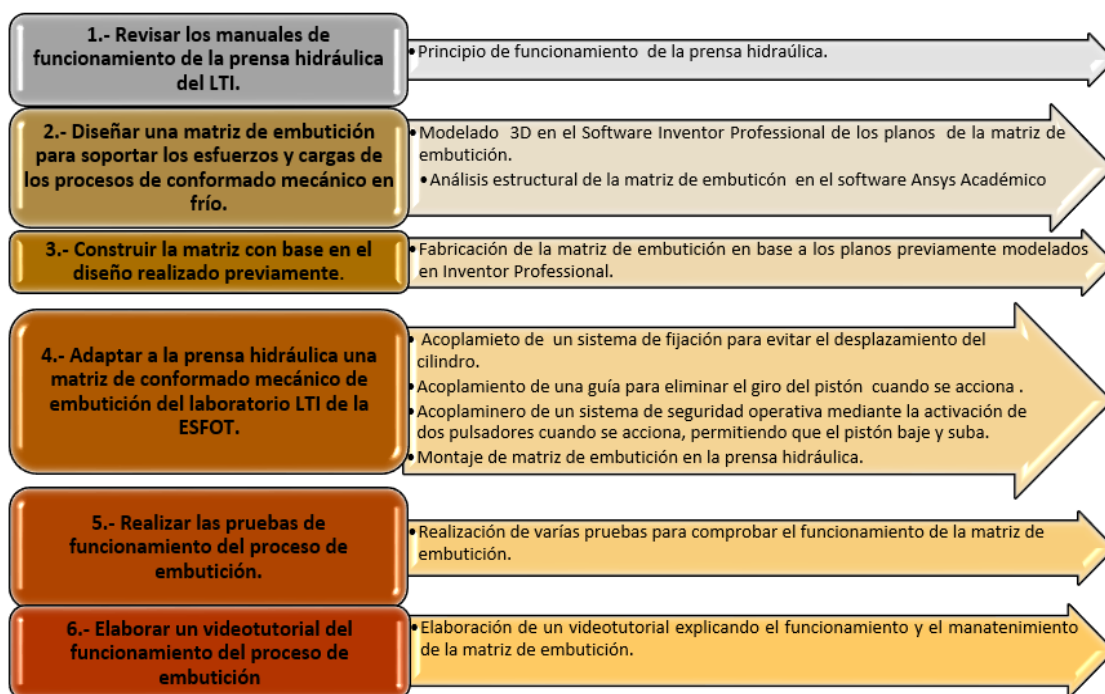 1.- Revisar los manuales de
funcionamiento de la prensa hidráulica
del LTI.
•Principio de funcionamiento de la prensa hidraúlica.
2.- Diseñar una matriz de embutición
para soportar los esfuerzos y cargas de
los procesos de conformado mecánico en
frío.
•Modelado 3D en el Software Inventor Professional de los planos de la matriz de
embutición.
•Análisis estructural de la matriz de embuticón en el software Ansys Académico
3.- Construir la matriz con base en el
diseño realizado previamente.
•Fabricación de la matriz de embutición en base a los planos previamente modelados
en Inventor Professional.
4.- Adaptar a la prensa hidráulica una
matriz de conformado mecánico de
embutición del laboratorio LTI de la
ESFOT.
• Acoplamieto de un sistema de fijación para evitar el desplazamiento del
cilindro.
•Acoplamiento de una guía para eliminar el giro del pistón cuando se acciona .
•Acoplaminero de un sistema de seguridad operativa mediante la activación de
dos pulsadores cuando se acciona, permitiendo que el pistón baje y suba.
•Montaje de matriz de embutición en la prensa hidráulica.
5.- Realizar las pruebas de
funcionamiento del proceso de
embutición.
•Realización de varías pruebas para comprobar el funcionamiento de la matriz de
embutición.
6.- Elaborar un videotutorial del
funcionamiento del proceso de
embutición
•Elaboración de un videotutorial explicando el funcionamiento y el manatenimiento
de la matriz de embutición.